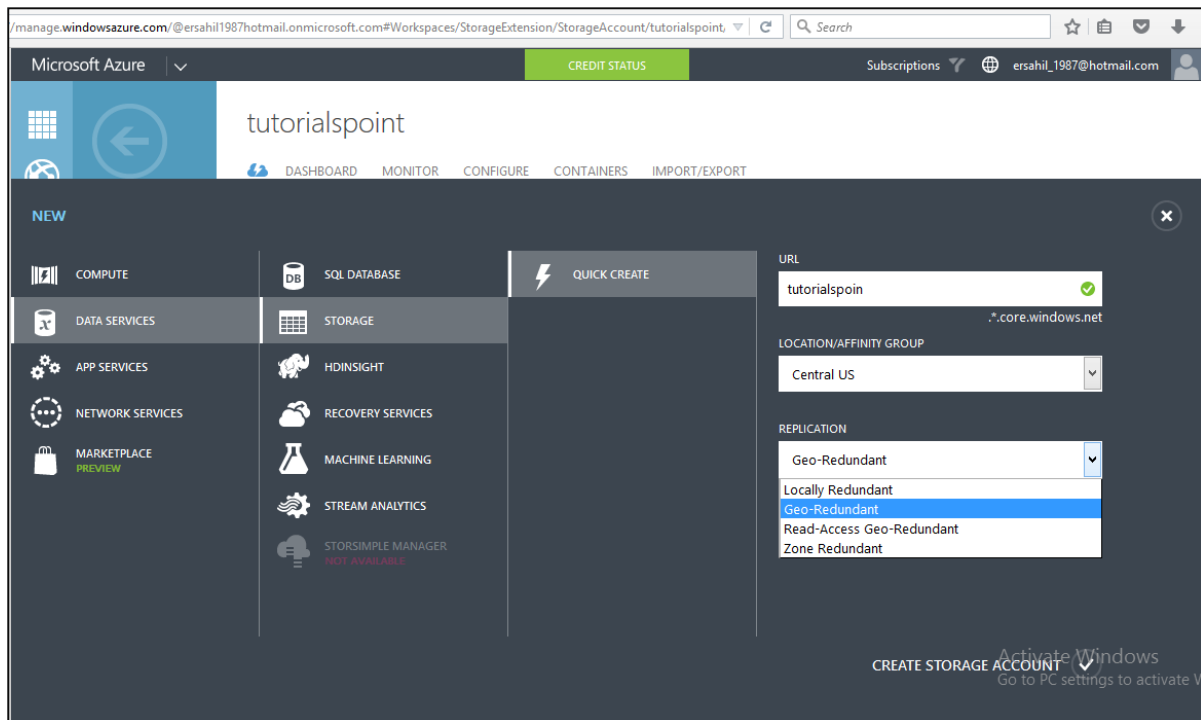 /manage.windowsazure.com/@ersahil1987hotmail.onmicrosoft.com#Workspaces/StorageExtension/StorageAccount/tutorialspoint,
Search
Microsoft Azure
CREDIT STATUS
Subscriptions
ersahil_1987@hotmail.com
tutorialspoint
DASHBOARD MONITOR CONFIGURE CONTAINERS IMPORT/EXPORT
NEW
COMPUTE
DATA SERVICES
APP SERVICES
NETWORK SERVICES
MARKETPLACE
PREVIEW
DB
SQL DATABASE
STORAGE
HDINSIGHT
RECOVERY SERVICES
MACHINE LEARNING
STREAM ANALYTICS
STORSIMPLE MANAGER
NOT AVAILABLE
QUICK CREATE
URL
tutorialspoin
.*.core.windows.net
LOCATION/AFFINITY GROUP
Central US
REPLICATION
Geo-Redundant
Locally Redundant
Geo-Redundant
Read-Access Geo-Redundant
Zone Redundant
CREATE STORAGE ACCOUNT
Activate Windows
Go to PC settings to activate W